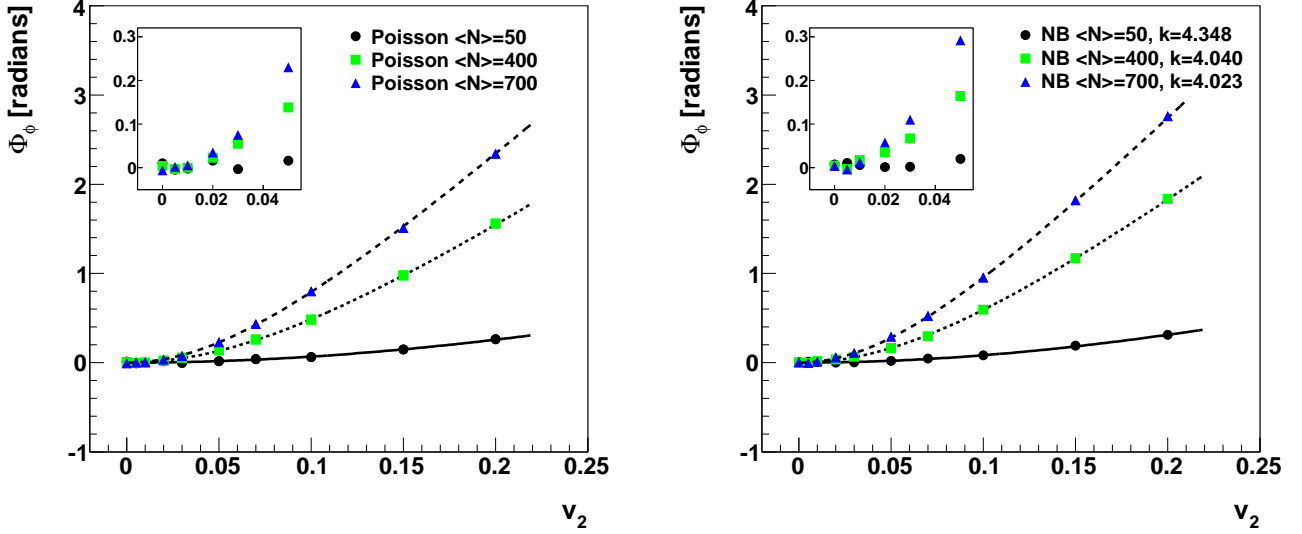 Φϕ [radians]
4
3
2
1
0
-1
0 0.05 0.1 0.15 0.2 0.25
v2
0.3
0.2
0.1
0
0 0.02 0.04
Poisson <N>=50
Poisson <N>=400
Poisson <N>=700
Φϕ [radians]
4
3
2
1
0
-1
0 0.05 0.1 0.15 0.2 0.25
v2
0.3
0.2
0.1
0
0 0.02 0.04
NB <N>=50, k=4.348
NB <N>=400, k=4.040
NB <N>=700, k=4.023